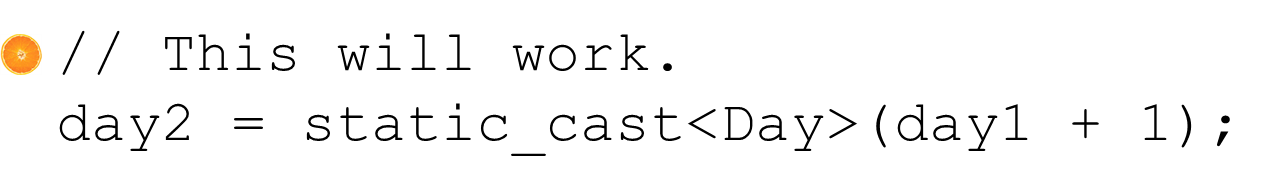 // This will work.
day2 = static_cast<Day>(day1 + 1);